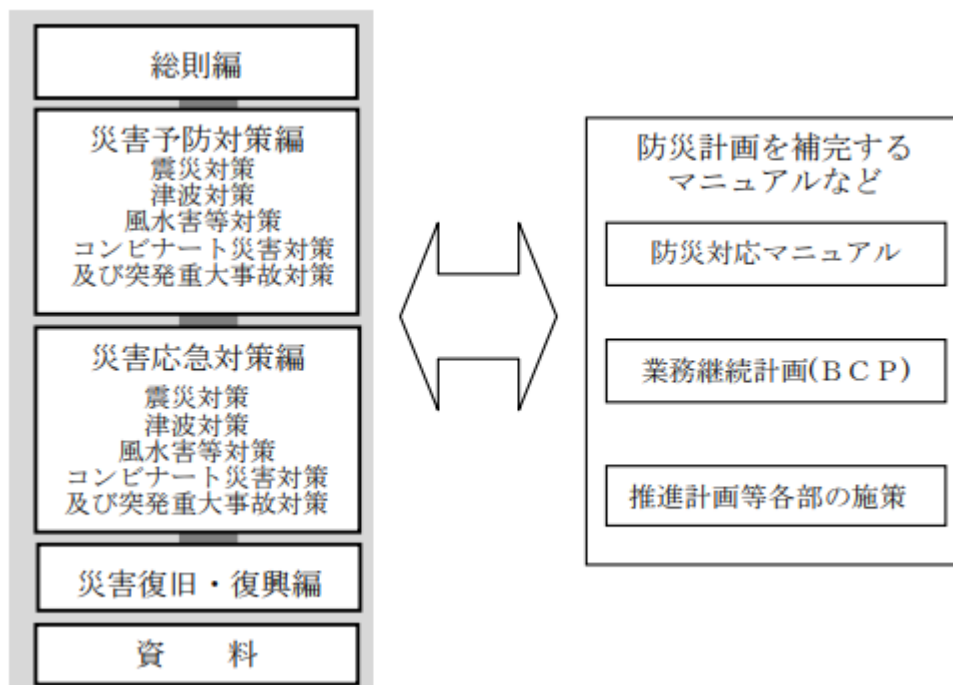 総則編
災害予防対策編
震災対策
津波対策
風水害等対策
コンビナート災害対策
及び突発重大事故対策
災害応急対策編
震災対策
津波対策
風水害等対策
コンビナート災害対策
及び突発重大事故対策
災害復旧・復興編
資　　料
防災計画を補完する
マニュアルなど
防災対応マニュアル
業務継続計画(ＢＣＰ)
推進計画等各部の施策